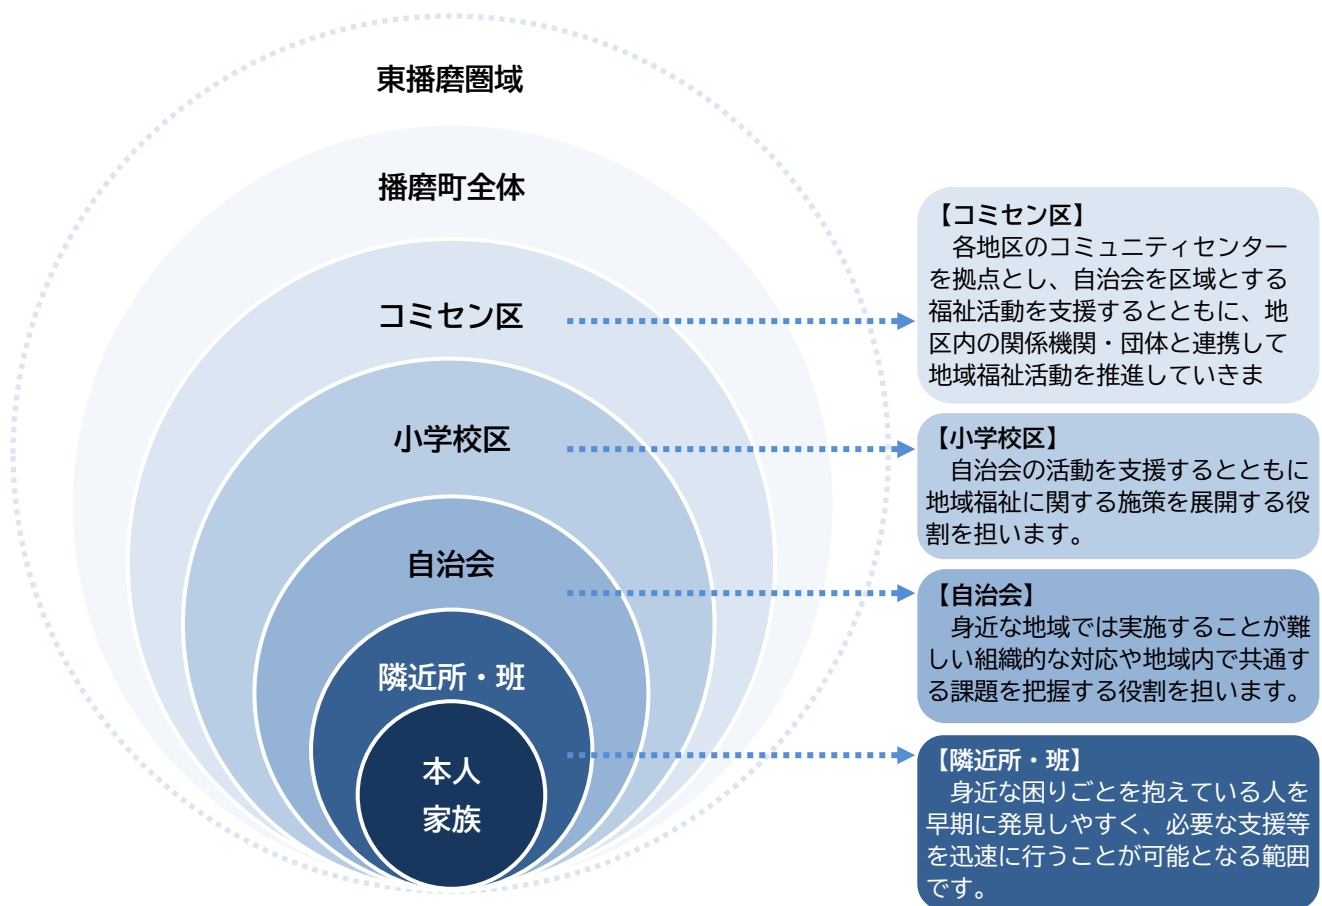 東播磨圏域
播磨町全体
コミセン区
小学校区
自治会
隣近所・班
本人
家族
【コミセン区】
各地区のコミュニティセンター
を拠点とし、自治会を区域とする
福祉活動を支援するとともに、地
区内の関係機関・団体と連携して
地域福祉活動を推進していきま
【小学校区】
自治会の活動を支援するとともに
地域福祉に関する施策を展開する役
割を担います。
【自治会】
身近な地域では実施することが難
しい組織的な対応や地域内で共通す
る課題を把握する役割を担います。
【隣近所・班】
身近な困りごとを抱えている人を
早期に発見しやすく、必要な支援等
を迅速に行うことが可能となる範囲
です。